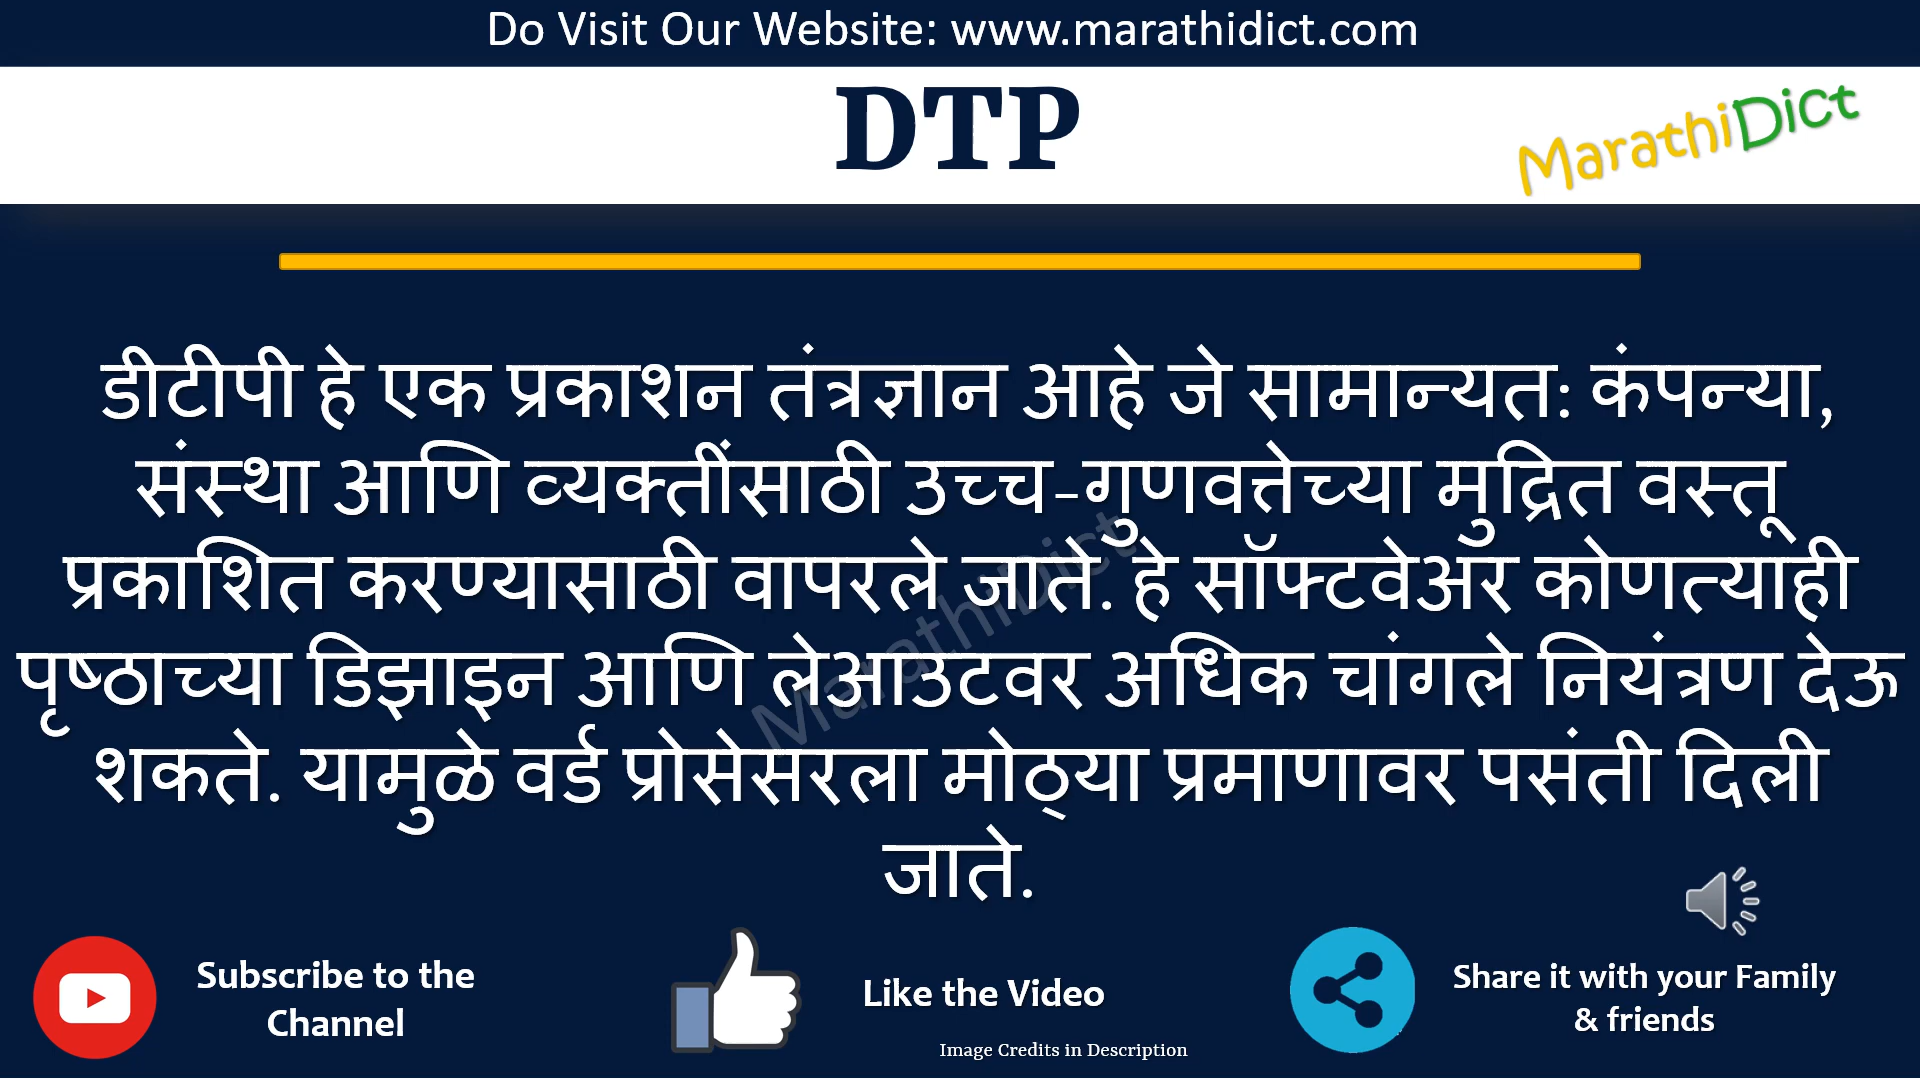 Do Visit Our Website: www.marathidict.com
DTP
MarathiDict
डीटीपी हे एक प्रकाशन तंत्रज्ञान आहे जे सामान्यत: कंपन्या,
संस्था आणि व्यक्तींसाठी उच्च-गुणवत्तेच्या मुद्रित वस्तू
प्रकाशित करण्यासाठी वापरले जाते. हे सॉफ्टवेअर कोणत्याही
पृष्ठाच्या डिझाइन आणि लेआउटवर अधिक चांगले नियंत्रण देऊ
शकते. यामुळे वर्ड प्रोसेसरला मोठ्या प्रमाणावर पसंती दिली
जाते.
MarathiDict
Subscribe to the
Channel
Like the Video
Share it with your Family
& friends
Image Credits in Description